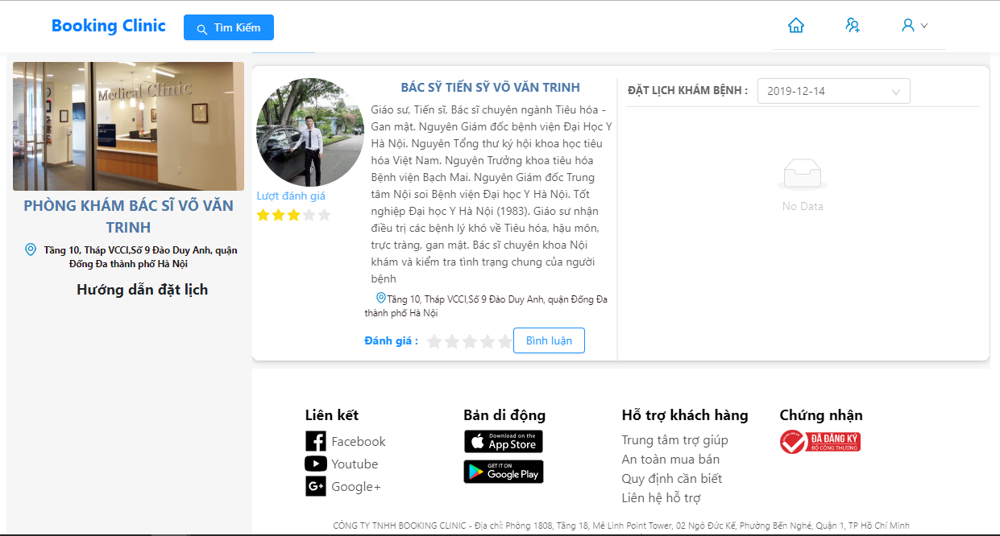 Booking Clinic
Tìm Kiếm
Medical Clinic
PHÒNG KHÁM BÁC SĨ VÕ VĂN
TRINH
Tầng 10, Tháp VCCI,Số 9 Đào Duy Anh, quận
Đống Đa thành phố Hà Nội
Hướng dẫn đặt lịch
BÁC SỸ TIẾN SỸ VÕ VĂN TRINH
Giáo sư, Tiến sĩ, Bác sĩ chuyên ngành Tiêu hóa -
Gan mật. Nguyên Giám đốc bệnh viện Đại Học Y
Hà Nội. Nguyên Tổng thư ký hội khoa học tiêu
hóa Việt Nam. Nguyên Trưởng khoa tiêu hóa
Bệnh viện Bạch Mai. Nguyên Giám đốc Trung
tâm Nội soi Bệnh viện Đại học Y Hà Nội. Tốt
nghiệp Đại học Y Hà Nội (1983). Giáo sư nhận
điều trị các bệnh lý khó về Tiêu hóa, hậu môn,
trực tràng, gan mật. Bác sĩ chuyên khoa Nội
khám và kiểm tra tình trạng chung của người
bệnh
Lượt đánh giá
Tầng 10, Tháp VCCI,Số 9 Đào Duy Anh, quận Đống Đa
thành phố Hà Nội
Đánh giá :
Bình luận
ĐẶT LỊCH KHÁM BỆNH :
2019-12-14
No Data
Liên kết
Facebook
Youtube
G+ Google+
Bản di động
Download on the
App Store
GET IT ON
Google Play
Hỗ trợ khách hàng
Trung tâm trợ giúp
An toàn mua bán
Quy định cần biết
Liên hệ hỗ trợ
Chứng nhận
ĐÃ ĐĂNG KÝ
BỘ CÔNG THƯƠNG
CÔNG TY TNHH BOOKING CLINIC - Địa chỉ: Phòng 1808, Tầng 18, Mê Linh Point Tower, 02 Ngô Đức Kế, Phường Bến Nghé, Quận 1, TP Hồ Chí Minh